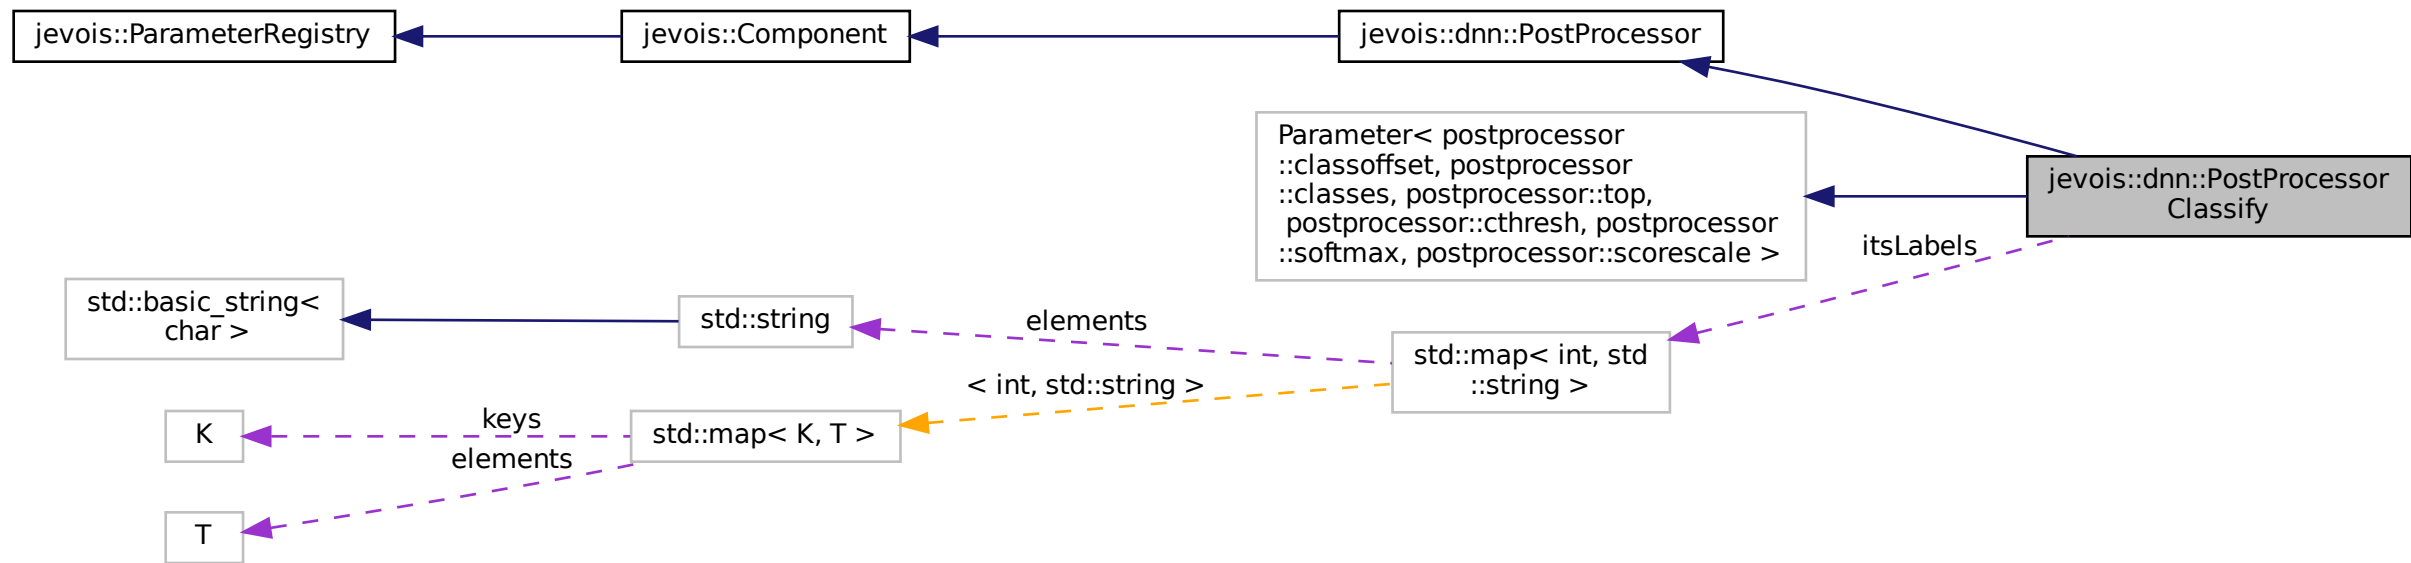 jevois::ParameterRegistry
jevois::Component
jevois::dnn::PostProcessor
Parameter< postprocessor
::classoffset, postprocessor
::classes, postprocessor::top,
postprocessor::cthresh, postprocessor
::softmax, postprocessor::scorescale >
jevois::dnn::PostProcessor
Classify
itsLabels
std::basic_string<
char >
std::string
elements
std::map< int, std
::string >
< int, std::string >
K
keys
std::map< K, T >
elements
T